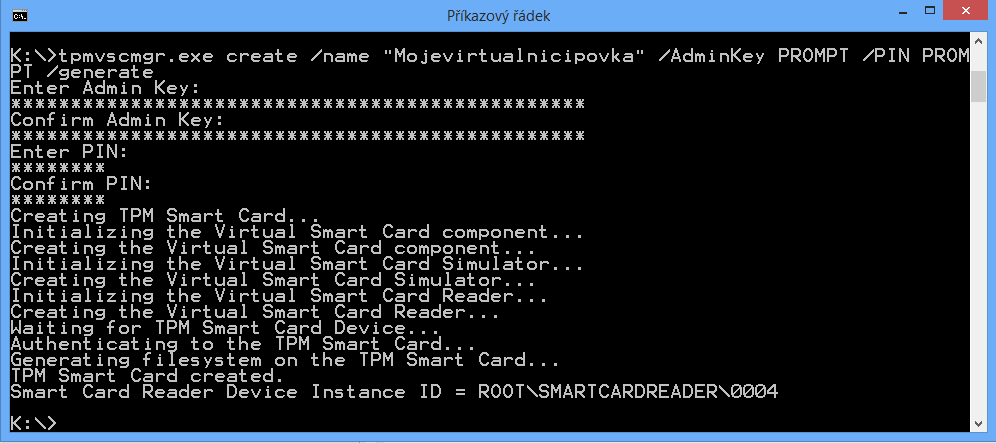 Příkazový řádek
K:\>tpmvscmgr.exe create /name "Mojevirtualnicipovka" /AdminKey PROMPT /PIN PROM
PT /generate
Enter Admin Key:
************************************************
Confirm Admin Key:
************************************************
Enter PIN:
********
Confirm PIN:
********
Creating TPM Smart Card...
Initializing the Virtual Smart Card component...
Creating the Virtual Smart Card component...
Initializing the Virtual Smart Card Simulator...
Creating the Virtual Smart Card Simulator...
Initializing the Virtual Smart Card Reader...
Creating the Virtual Smart Card Reader...
Waiting for TPM Smart Card Device...
Authenticating to the TPM Smart Card...
Generating filesystem on the TPM Smart Card...
TPM Smart Card created.
Smart Card Reader Device Instance ID = ROOT\SMARTCARDREADER\0004
K:\>